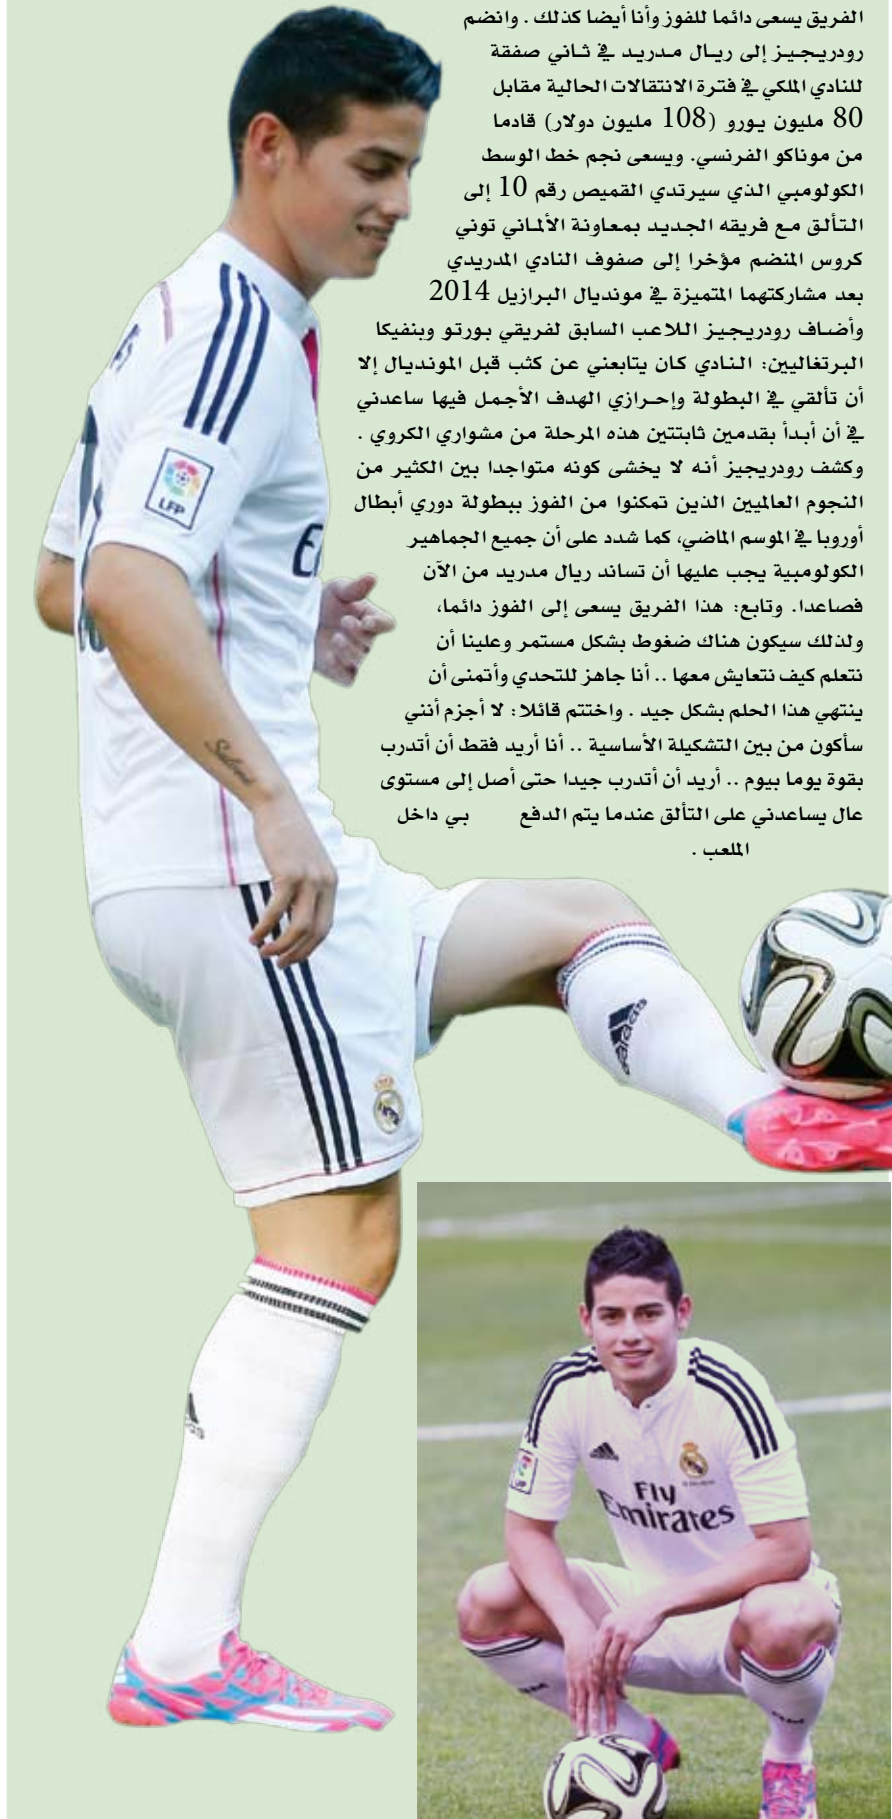 الفريق يسعى دائما للفوز وأنا أيضا كذلك . وانضم
رودريجيز إلى ريال مدريد في ثاني صفقة
للنادي الملكي في فترة الانتقالات الحالية مقابل
80 مليون يورو (108 مليون دولار) قادما
من موناكو الفرنسي. ويسعى نجم خط الوسط
الكولومبي الذي سيرتدي القميص رقم 10 إلى
التألق مع فريقه الجديد بمعاونة الألماني توني
كروس المنضم مؤخرا إلى صفوف النادي المدريدي
بعد مشاركتهما المتميزة في مونديال البرازيل 2014
وأضاف رودريجيز اللاعب السابق لفريقي بورتو وبنفيكا
البرتغاليين: النادي كان يتابعني عن كثب قبل المونديال إلا
أن تألقي في البطولة وإحرازي الهدف الأجمل فيها ساعدني
في أن أبدأ بقدمين ثابتتين هذه المرحلة من مشواري الكروي .
وكشف رودريجيز أنه لا يخشى كونه متواجدا بين الكثير من
النجوم العالميين الذين تمكنوا من الفوز ببطولة دوري أبطال
أوروبا في الموسم الماضي، كما شدد على أن جميع الجماهير
الكولومبية يجب عليها أن تساند ريال مدريد من الآن
فصاعدا. وتابع: هذا الفريق يسعى إلى الفوز دائما،
ولذلك سيكون هناك ضغوط بشكل مستمر وعلينا أن
نتعلم كيف نتعايش معها .. أنا جاهز للتحدي وأتمنى أن
ينتهي هذا الحلم بشكل جيد . واختتم قائلا: لا أجزم أنني
سأكون من بين التشكيلة الأساسية .. أنا أريد فقط أن أتدرب
بقوة يوما بيوم .. أريد أن أتدرب جيدا حتى أصل إلى مستوى
عال يساعدني على التألق عندما يتم الدفع بي داخل
الملعب .
LFP
Salome
adidas
Fly
Emirates